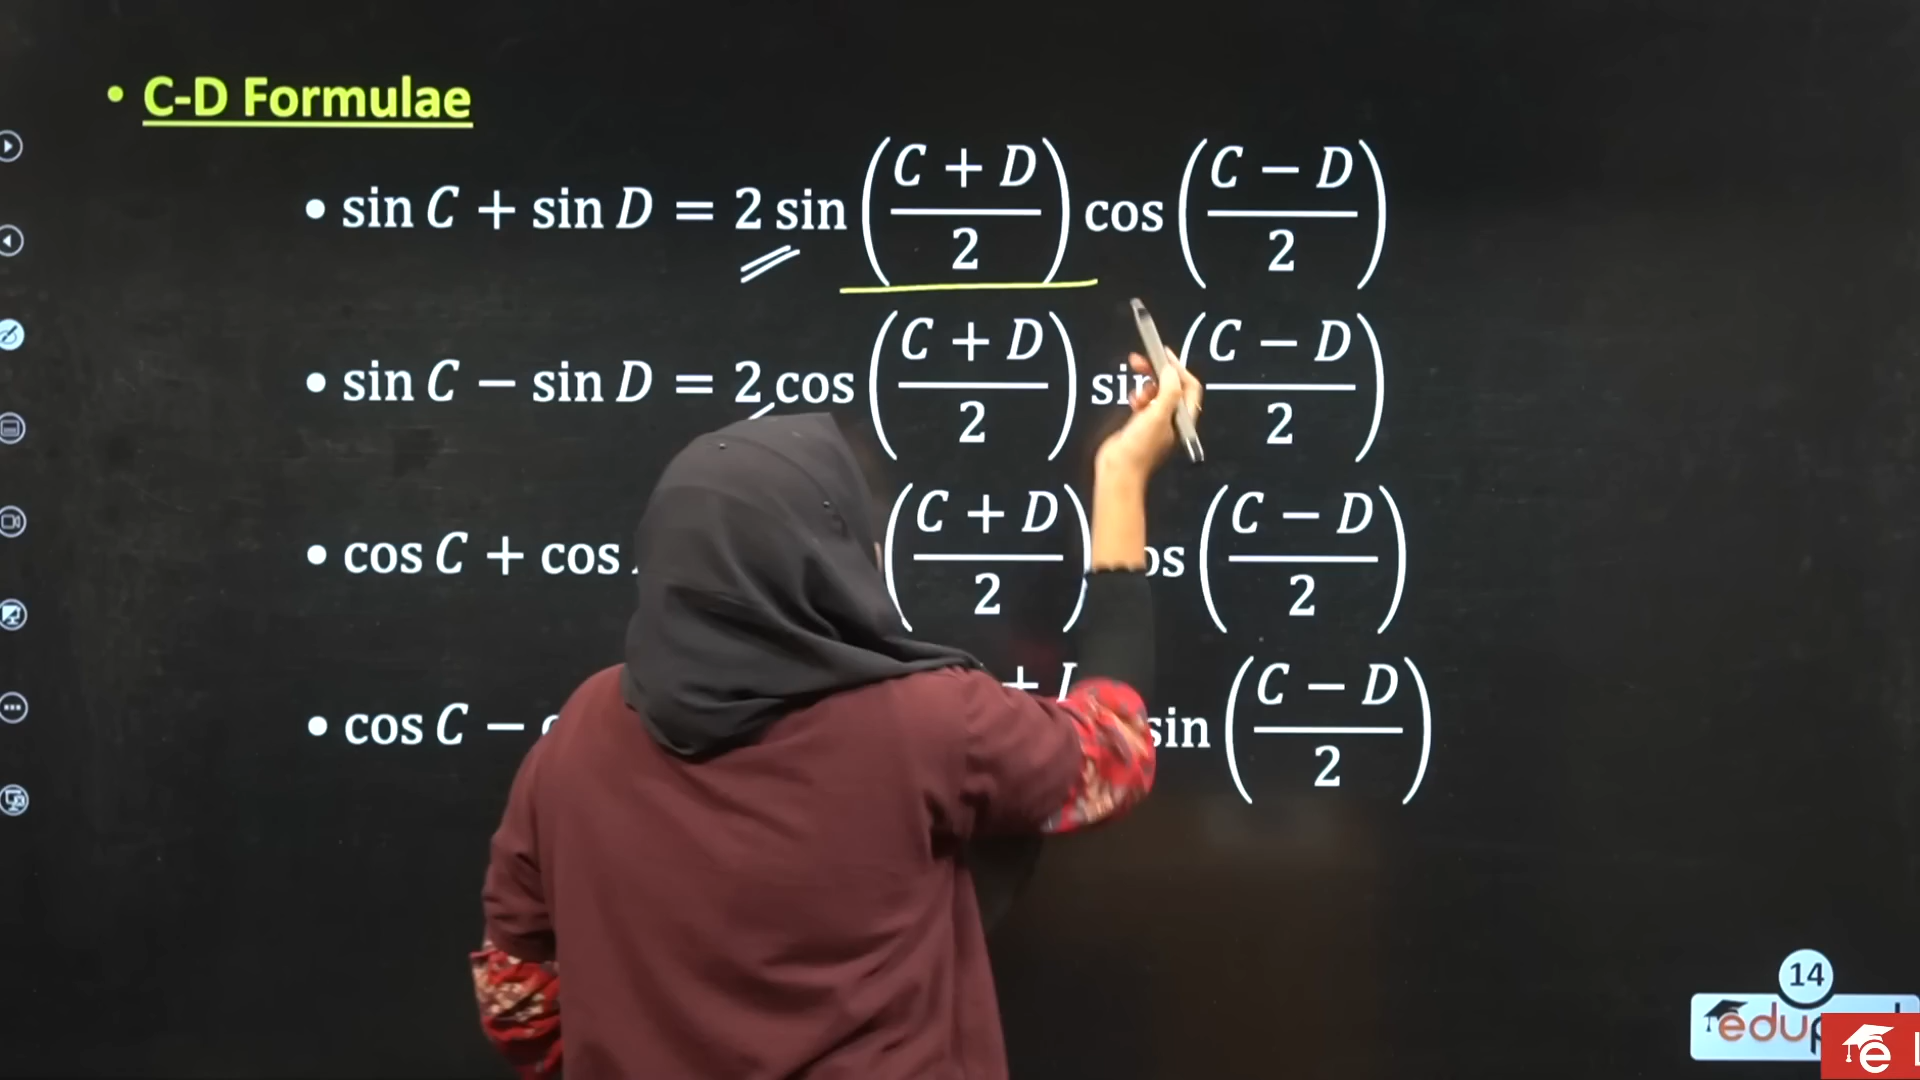 • C-D Formulae
• sin C + sin D = 2 sin ((C + D)/2) cos ((C − D)/2)
• sin C − sin D = 2 cos ((C + D)/2) ((C − D)/2)
• cos C + cos ((C + D)/2) ((C − D)/2)
• cos C − + sin ((C − D)/2)
14